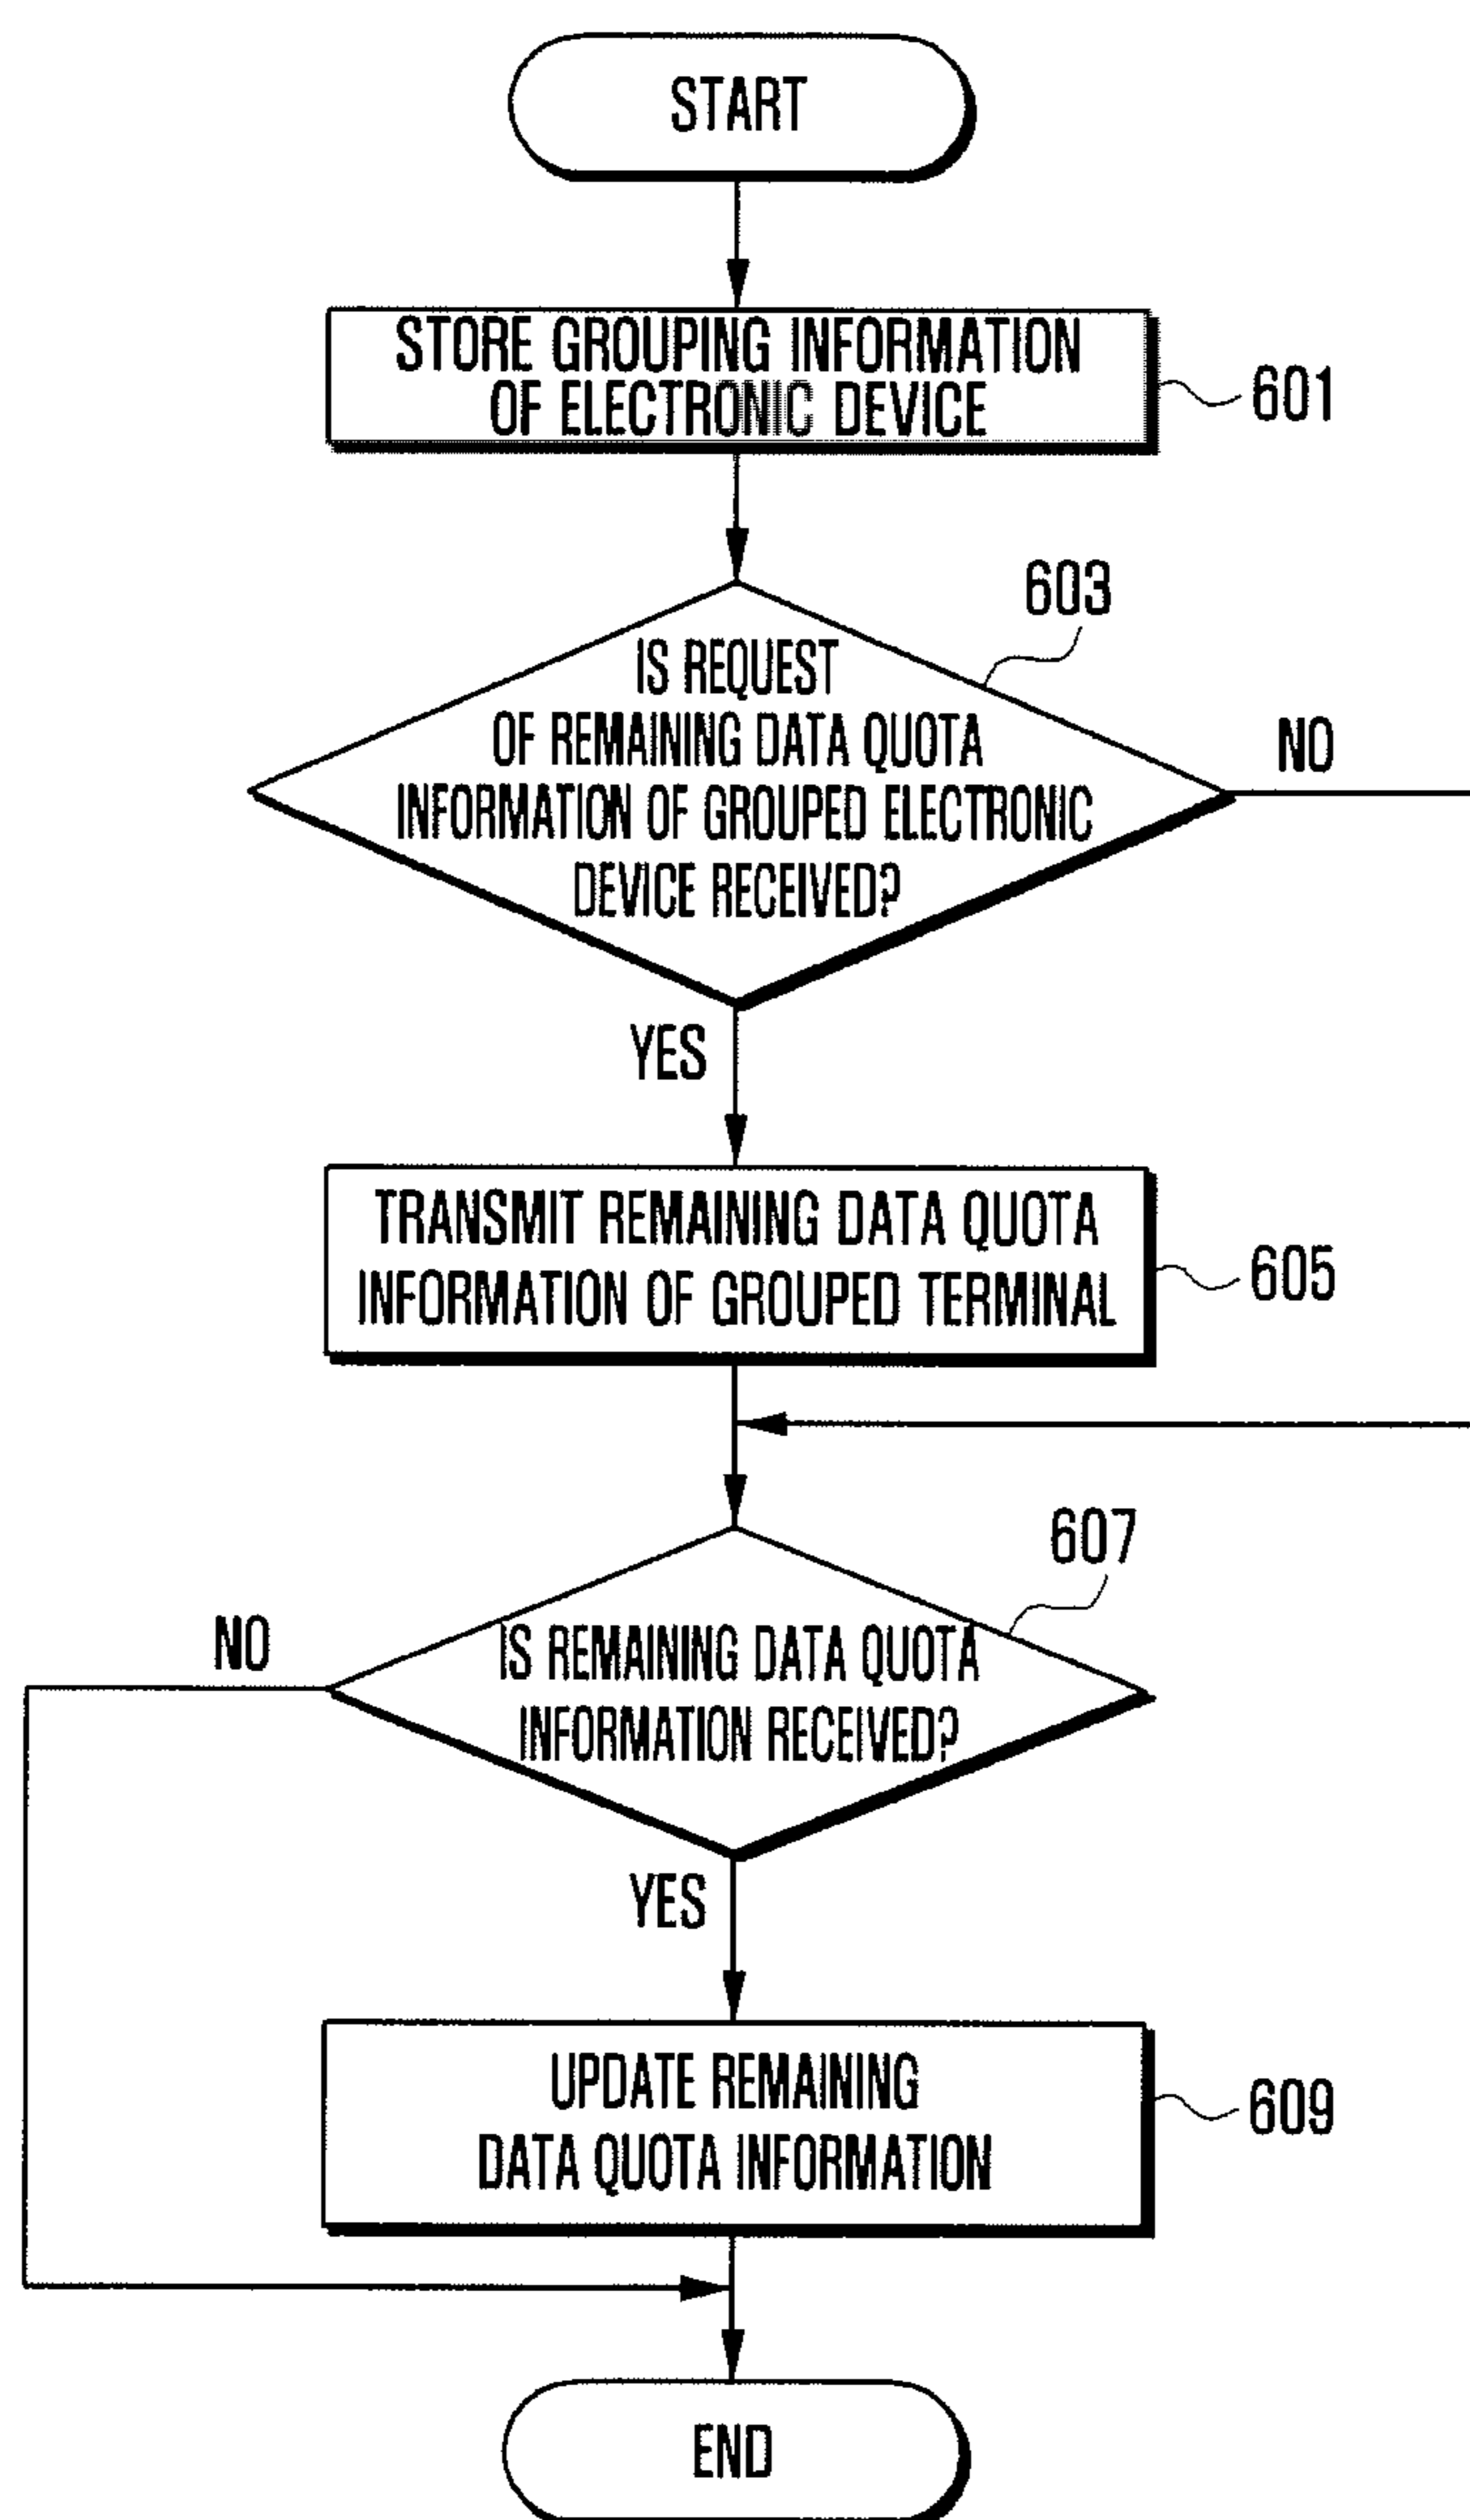 START
STORE GROUPING INFORMATION
OF ELECTRONIC DEVICE
601
603
IS REQUEST
OF REMAINING DATA QUOTA
INFORMATION OF GROUPED ELECTRONIC
DEVICE RECEIVED?
NO
YES
TRANSMIT REMAINING DATA QUOTA
INFORMATION OF GROUPED TERMINAL
605
607
NO
IS REMAINING DATA QUOTA
INFORMATION RECEIVED?
YES
UPDATE REMAINING
DATA QUOTA INFORMATION
609
END